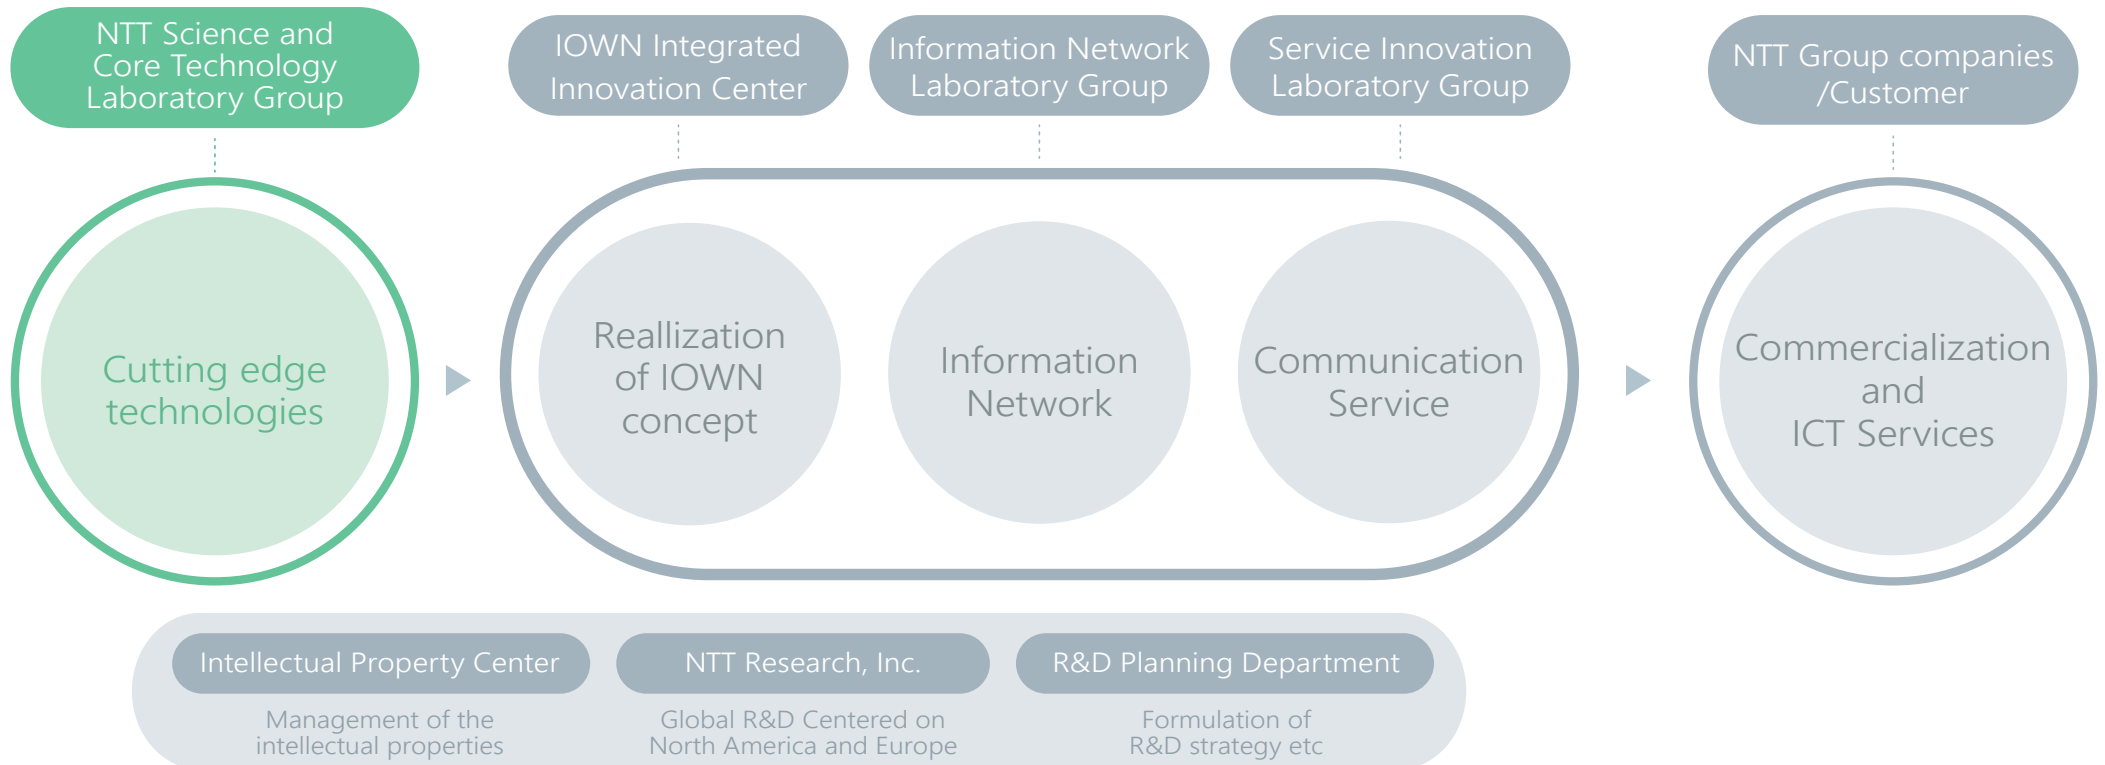 NTT Science and
Core Technology
Laboratory Group
IOWN Integrated
Innovation Center
Information Network
Laboratory Group
Service Innovation
Laboratory Group
NTT Group companies
/Customer
Cutting edge
technologies
Reallization
of IOWN
concept
Information
Network
Communication
Service
Commercialization
and
ICT Services
Intellectual Property Center
Management of the
intellectual properties
NTT Research, Inc.
Global R&D Centered on
North America and Europe
R&D Planning Department
Formulation of
R&D strategy etc